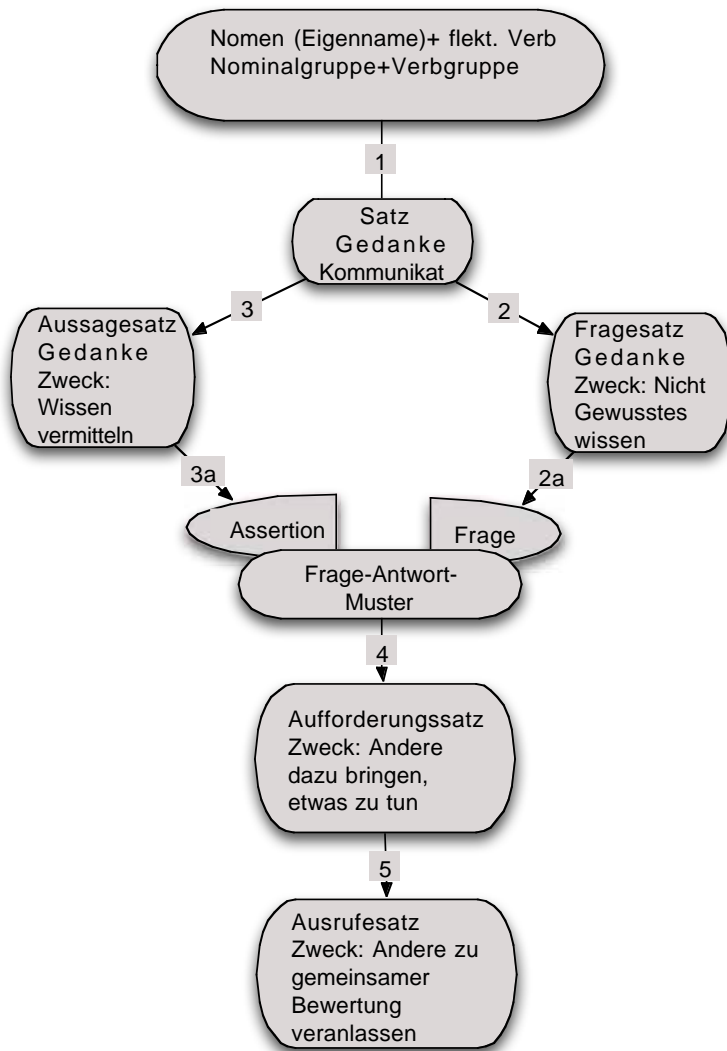 Nomen (Eigenname)+ flekt. Verb
Nominalgruppe+Verbgruppe
1
Satz
Gedanke
Kommunikat
3
2
Aussagesatz
Gedanke
Zweck:
Wissen
vermitteln
Fragesatz
Gedanke
Zweck: Nicht
Gewusstes
wissen
3a
2a
Assertion
Frage
Frage-Antwort-
Muster
4
Aufforderungssatz
Zweck: Andere
dazu bringen,
etwas zu tun
5
Ausrufesatz
Zweck: Andere zu
gemeinsamer
Bewertung
veranlassen